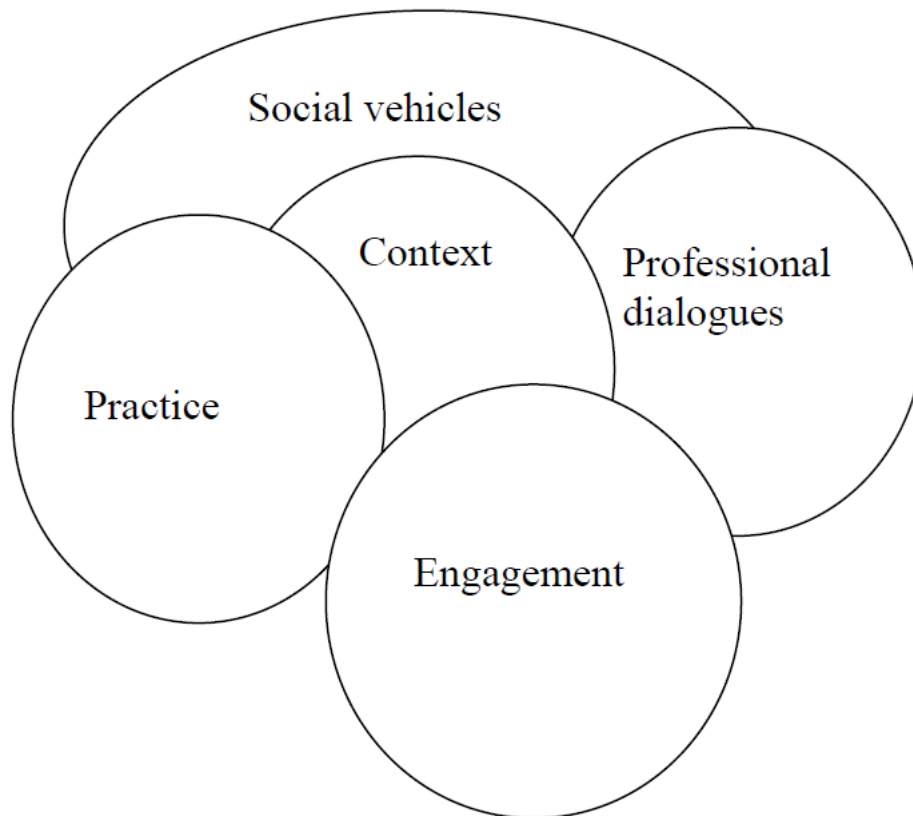 Social vehicles
Context
Professional
dialogues
Practice
Engagement